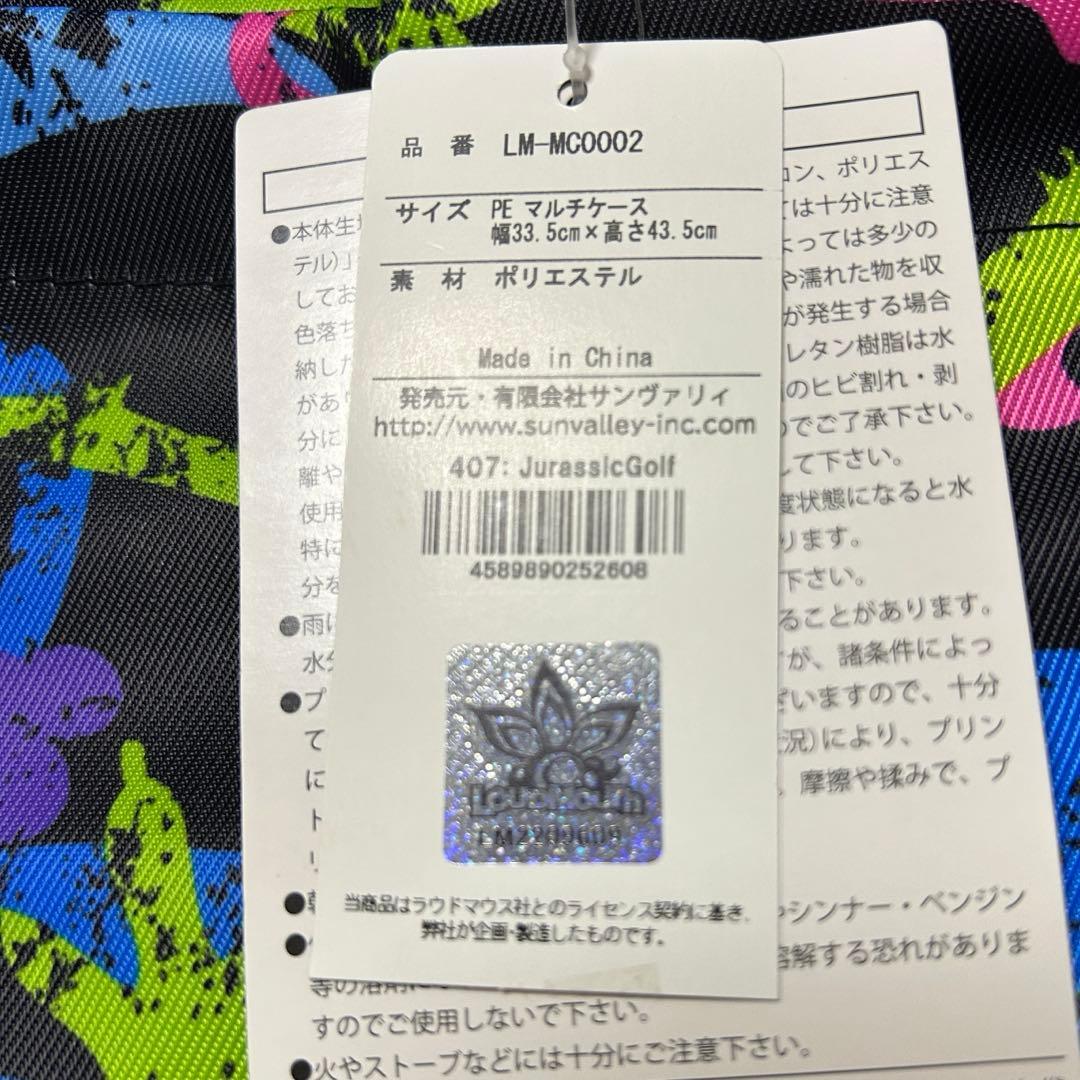 品 番 LM-MC0002
サイズ PE マルチケース
幅33.5cm×高さ43.5cm
素 材 ポリエステル
Made in China
発売元・有限会社サンヴァリィ
http://www.sunvalley-inc.com
407: JurassicGolf
4589890252608
LoudMouth
当商品はラウドマウス社とのライセンス契約に基き、
弊社が企画・製造したものです。
●本体生
テル)」
してお
色落ち
納した
があ
分に
離や
使用
特に
分を
●雨
水分
●プ
て
に
ト
リ
コン、ポリエス
ては十分に注意
よっては多少の
や濡れた物を収
が発生する場合
レタン樹脂は水
のヒビ割れ・剥
のでご了承下さい。
して下さい。
度状態になると水
ります。
下さい。
ることがあります。
が、諸条件によっ
ざいますので、十分
況)により、プリン
、摩擦や揉みで、プ
やシンナー・ベンジン
溶解する恐れがありま
すのでご使用しないで下さい。
●火やストーブなどには十分にご注意下さい。